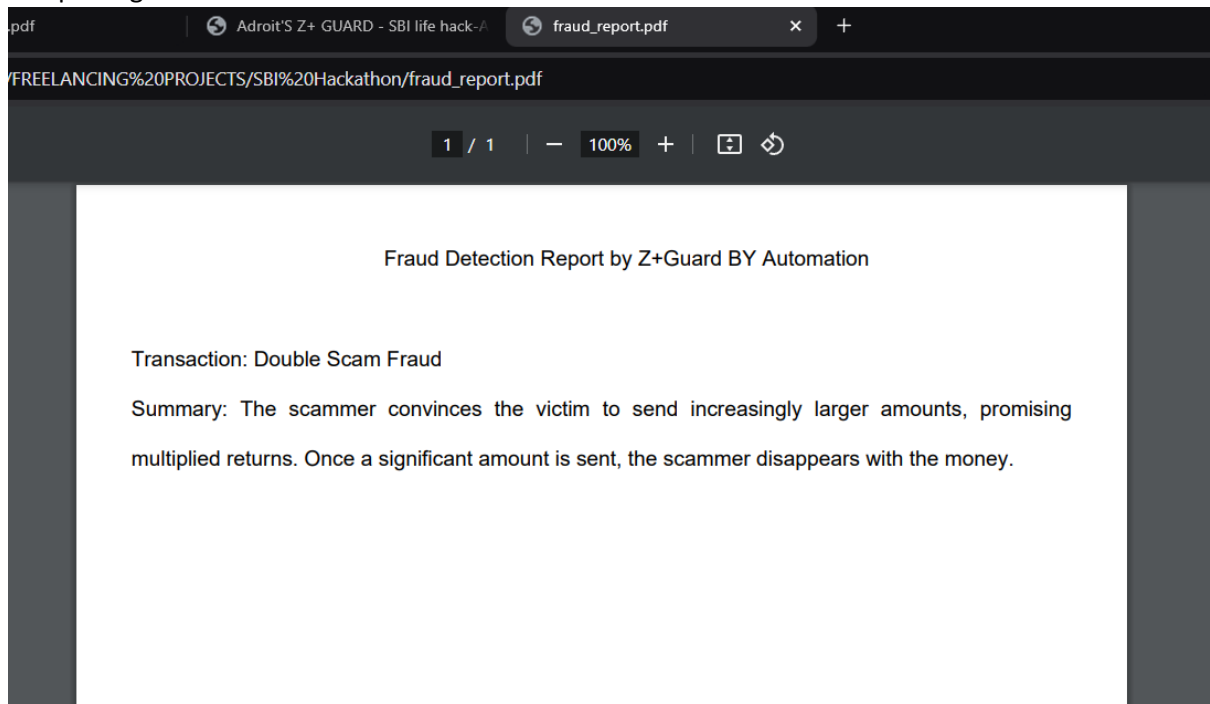 .pdf
Adroit'S Z+ GUARD - SBI life hack-A
fraud_report.pdf
/FREELANCING%20PROJECTS/SBI%20Hackathon/fraud_report.pdf
1 / 1
100%
Fraud Detection Report by Z+Guard BY Automation
Transaction: Double Scam Fraud
Summary: The scammer convinces the victim to send increasingly larger amounts, promising
multiplied returns. Once a significant amount is sent, the scammer disappears with the money.